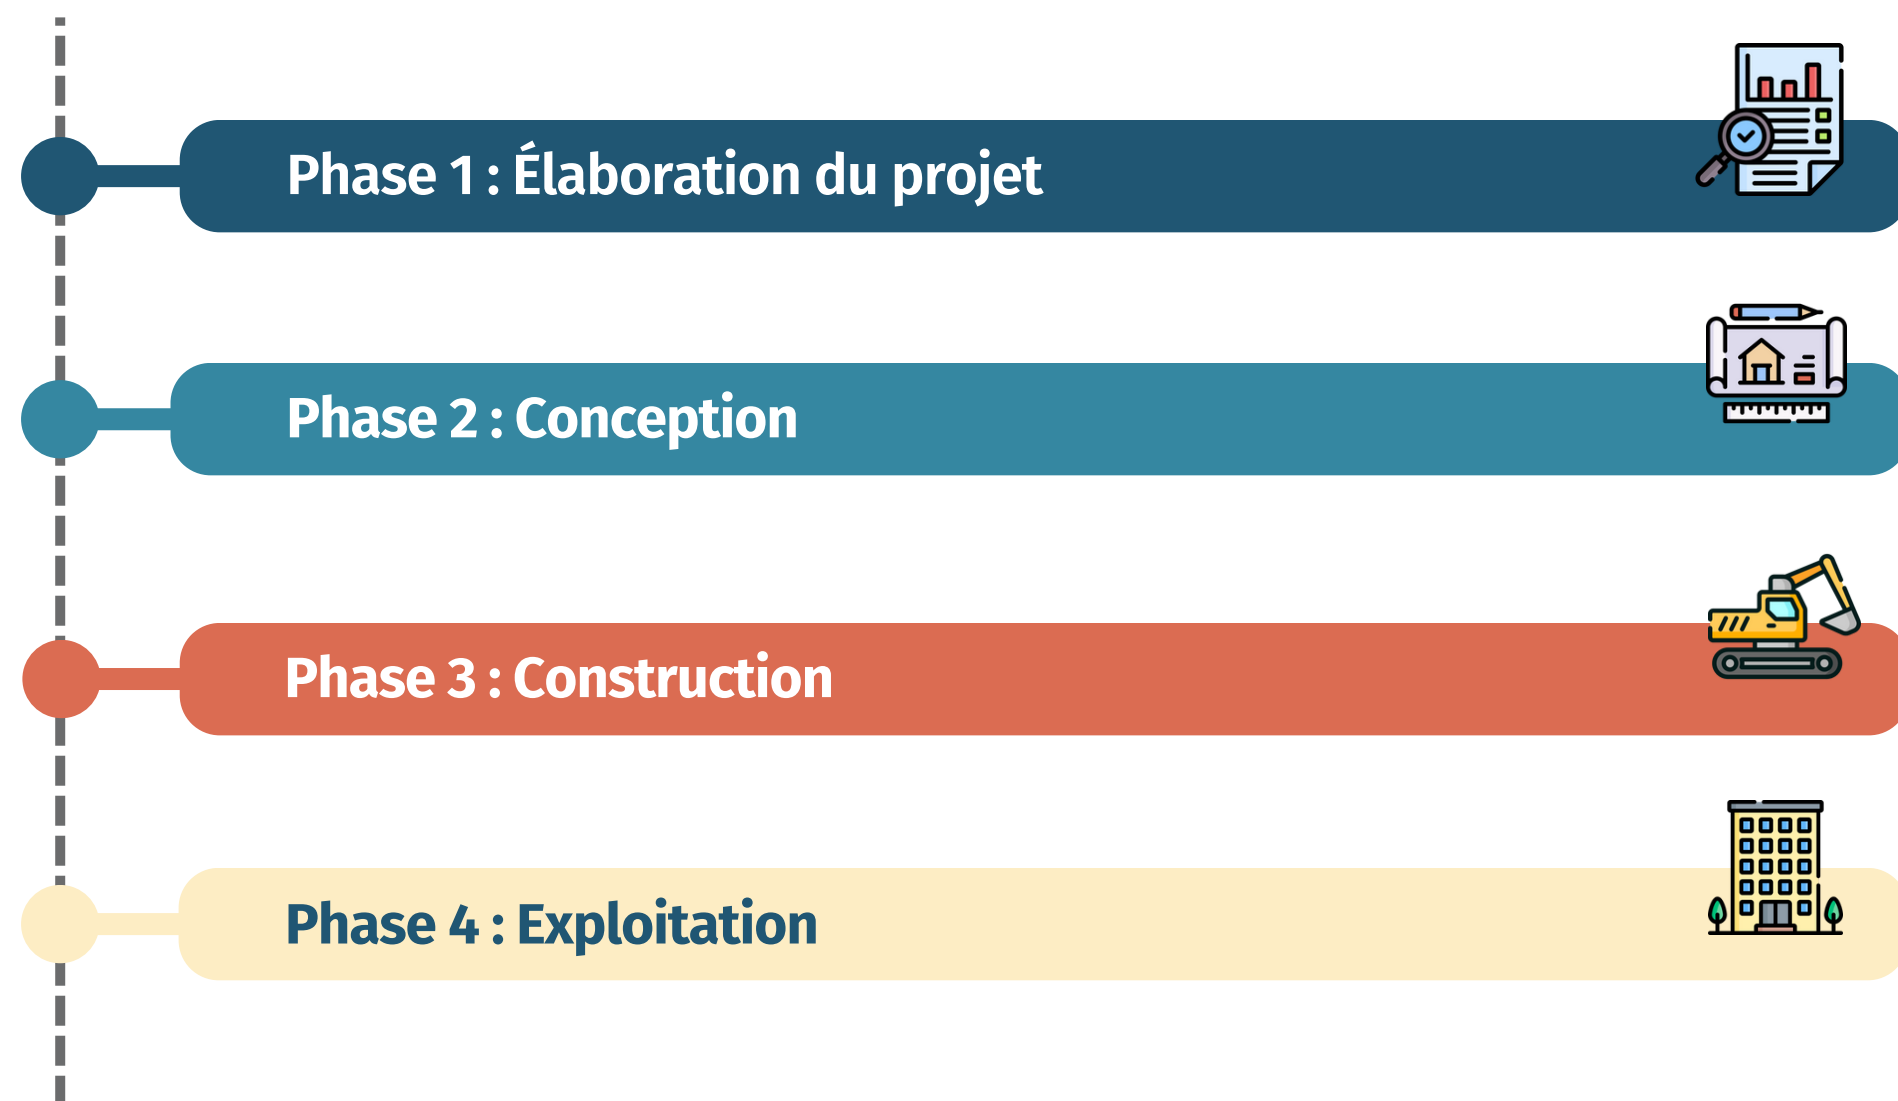 Phase 1 : Élaboration du projet
Phase 2 : Conception
Phase 3 : Construction
Phase 4 : Exploitation